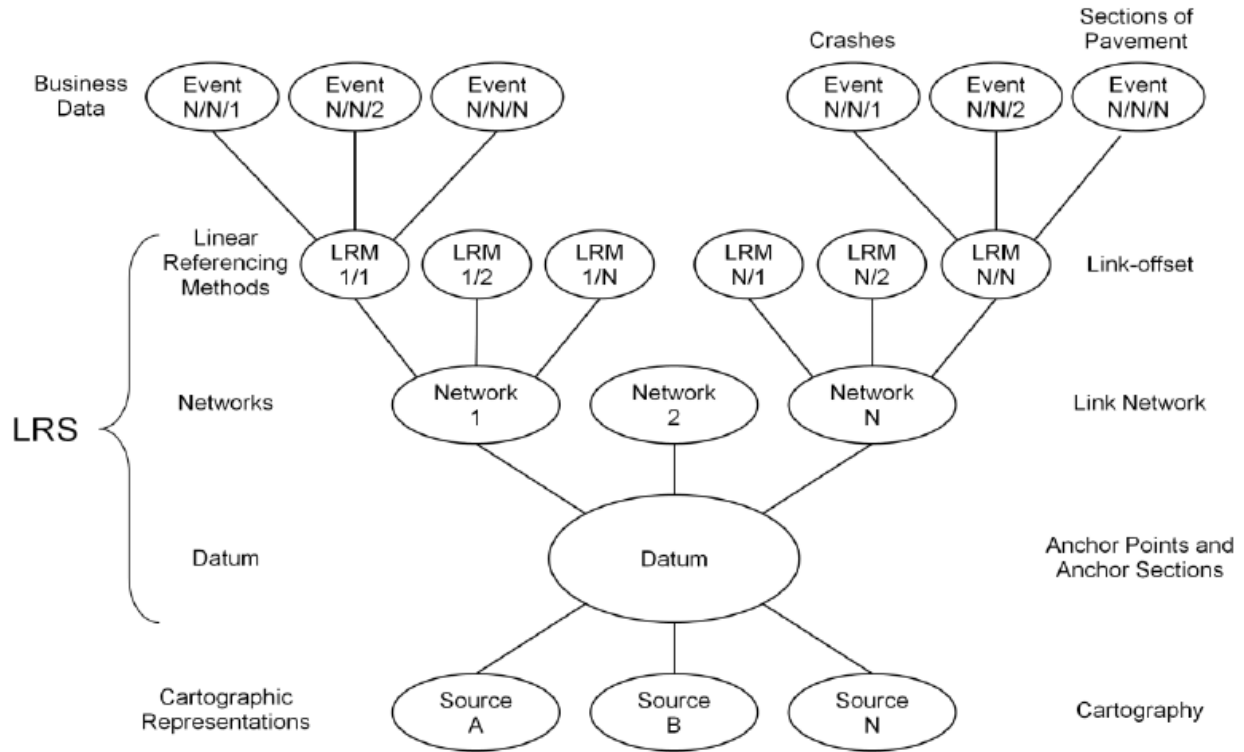 Sections of
Pavement
Crashes
Business
Data
Event
N/N/1
Event
N/N/2
Event
N/N/N
Event
N/N/1
Event
N/N/2
Event
N/N/N
Linear
Referencing
Methods
LRM
1/1
LRM
1/2
LRM
1/N
LRM
N/1
LRM
N/2
LRM
N/N
Link-offset
LRS
Networks
Network
1
Network
2
Network
N
Link Network
Datum
Datum
Anchor Points and
Anchor Sections
Cartographic
Representations
Source
A
Source
B
Source
N
Cartography